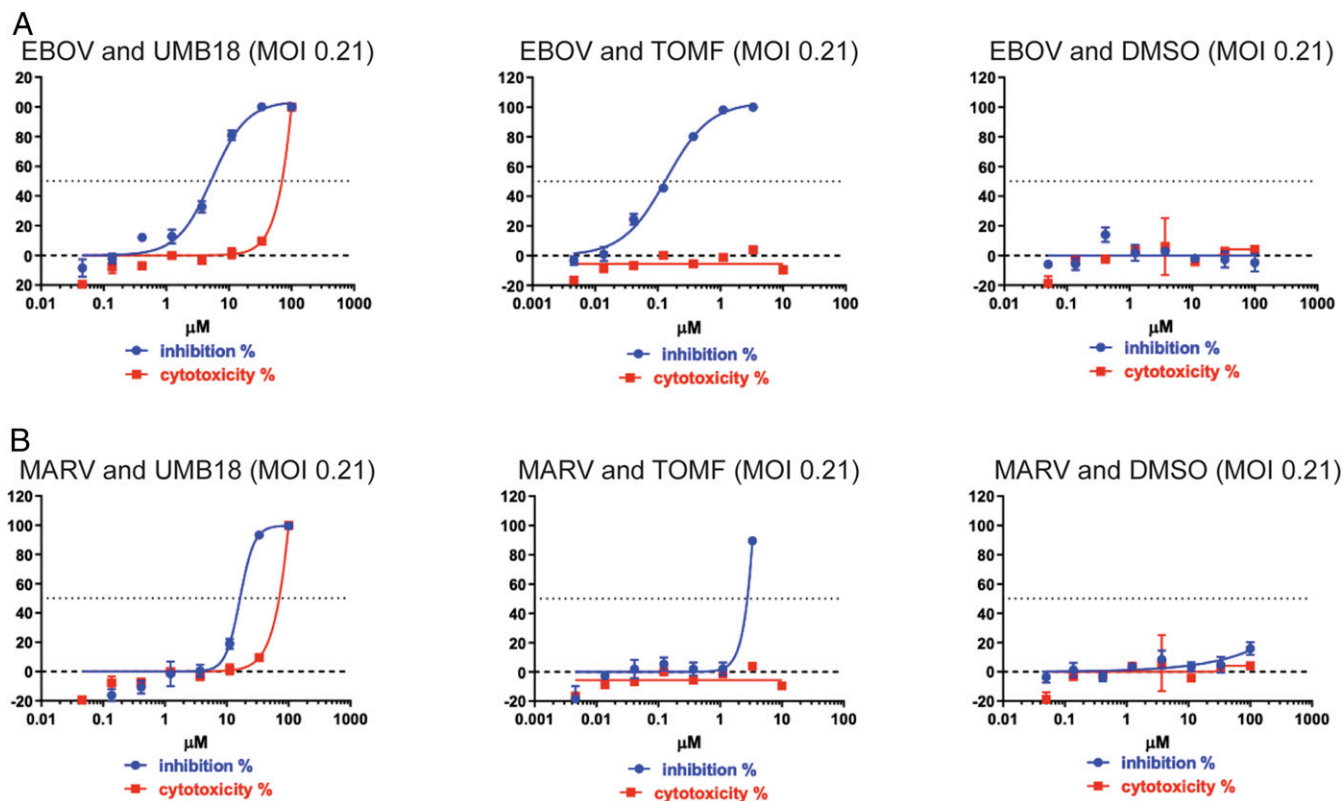 A
EBOV and UMB18 (MOI 0.21)
EBOV and TOMF (MOI 0.21)
EBOV and DMSO (MOI 0.21)
20
00
80
60
40
20
0
20
0.01 0.1 1 10 100 1000
μM
inhibition %
cytotoxicity %
120
100
80
60
40
20
0
-20
0.001 0.01 0.1 1 10 100
μM
inhibition %
cytotoxicity %
120
100
80
60
40
20
0
-20
0.01 0.1 1 10 100 1000
μM
inhibition %
cytotoxicity %
B
MARV and UMB18 (MOI 0.21)
MARV and TOMF (MOI 0.21)
MARV and DMSO (MOI 0.21)
120
100
80
60
40
20
0
-20
0.01 0.1 1 10 100 1000
μM
inhibition %
cytotoxicity %
120
100
80
60
40
20
0
-20
0.001 0.01 0.1 1 10 100
μM
inhibition %
cytotoxicity %
120
100
80
60
40
20
0
-20
0.01 0.1 1 10 100 1000
μM
inhibition %
cytotoxicity %